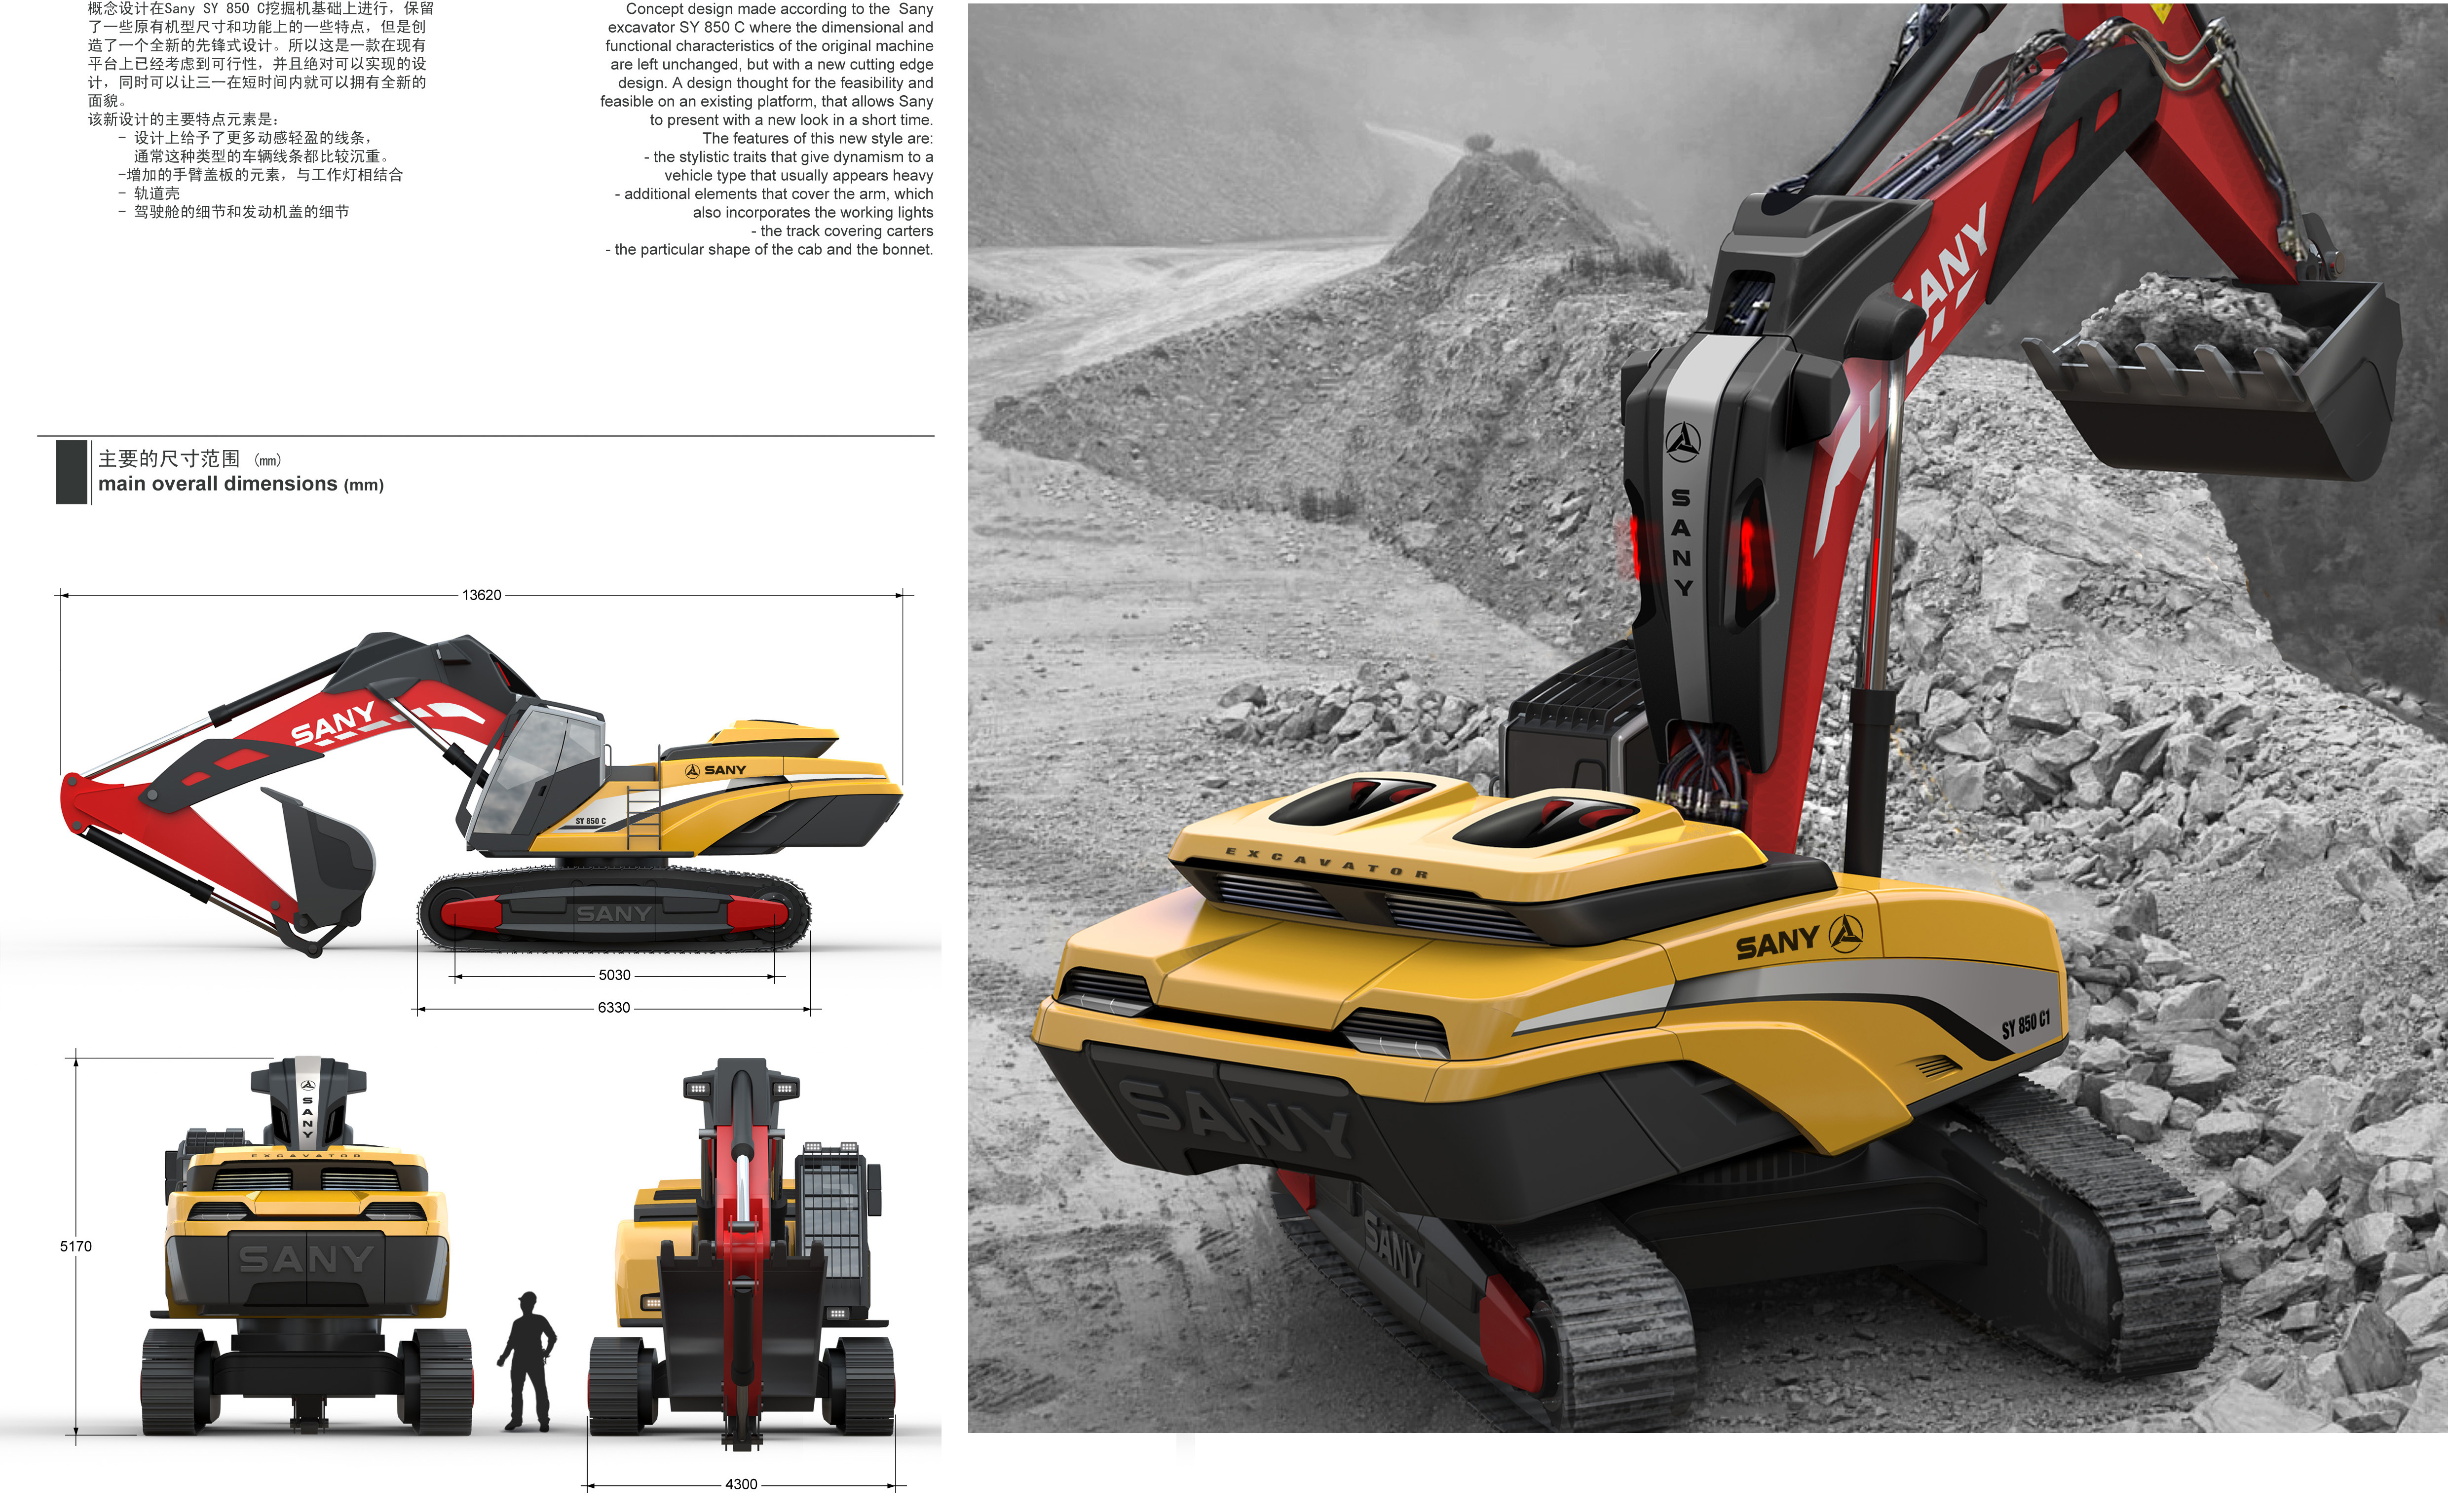 概念设计在Sany SY 850 C挖掘机基础上进行，保留
了一些原有机型尺寸和功能上的一些特点，但是创
造了一个全新的先锋式设计。所以这是一款在现有
平台上已经考虑到可行性，并且绝对可以实现的设
计，同时可以让三一在短时间内就可以拥有全新的
面貌。
该新设计的主要特点元素是：
- 设计上给予了更多动感轻盈的线条，
通常这种类型的车辆线条都比较沉重。
-增加的手臂盖板的元素，与工作灯相结合
- 轨道壳
- 驾驶舱的细节和发动机盖的细节
Concept design made according to the Sany
excavator SY 850 C where the dimensional and
functional characteristics of the original machine
are left unchanged, but with a new cutting edge
design. A design thought for the feasibility and
feasible on an existing platform, that allows Sany
to present with a new look in a short time.
The features of this new style are:
- the stylistic traits that give dynamism to a
vehicle type that usually appears heavy
- additional elements that cover the arm, which
also incorporates the working lights
- the track covering carters
- the particular shape of the cab and the bonnet.
主要的尺寸范围 (mm)
main overall dimensions (mm)
13620
SANY
SANY
SY 850 C
SANY
5030
6330
SANY
EXCAVATOR
SANY
5170
4300
SANY
SANY
EXCAVATOR
SANY
SY 850 C1
SANY
SANY